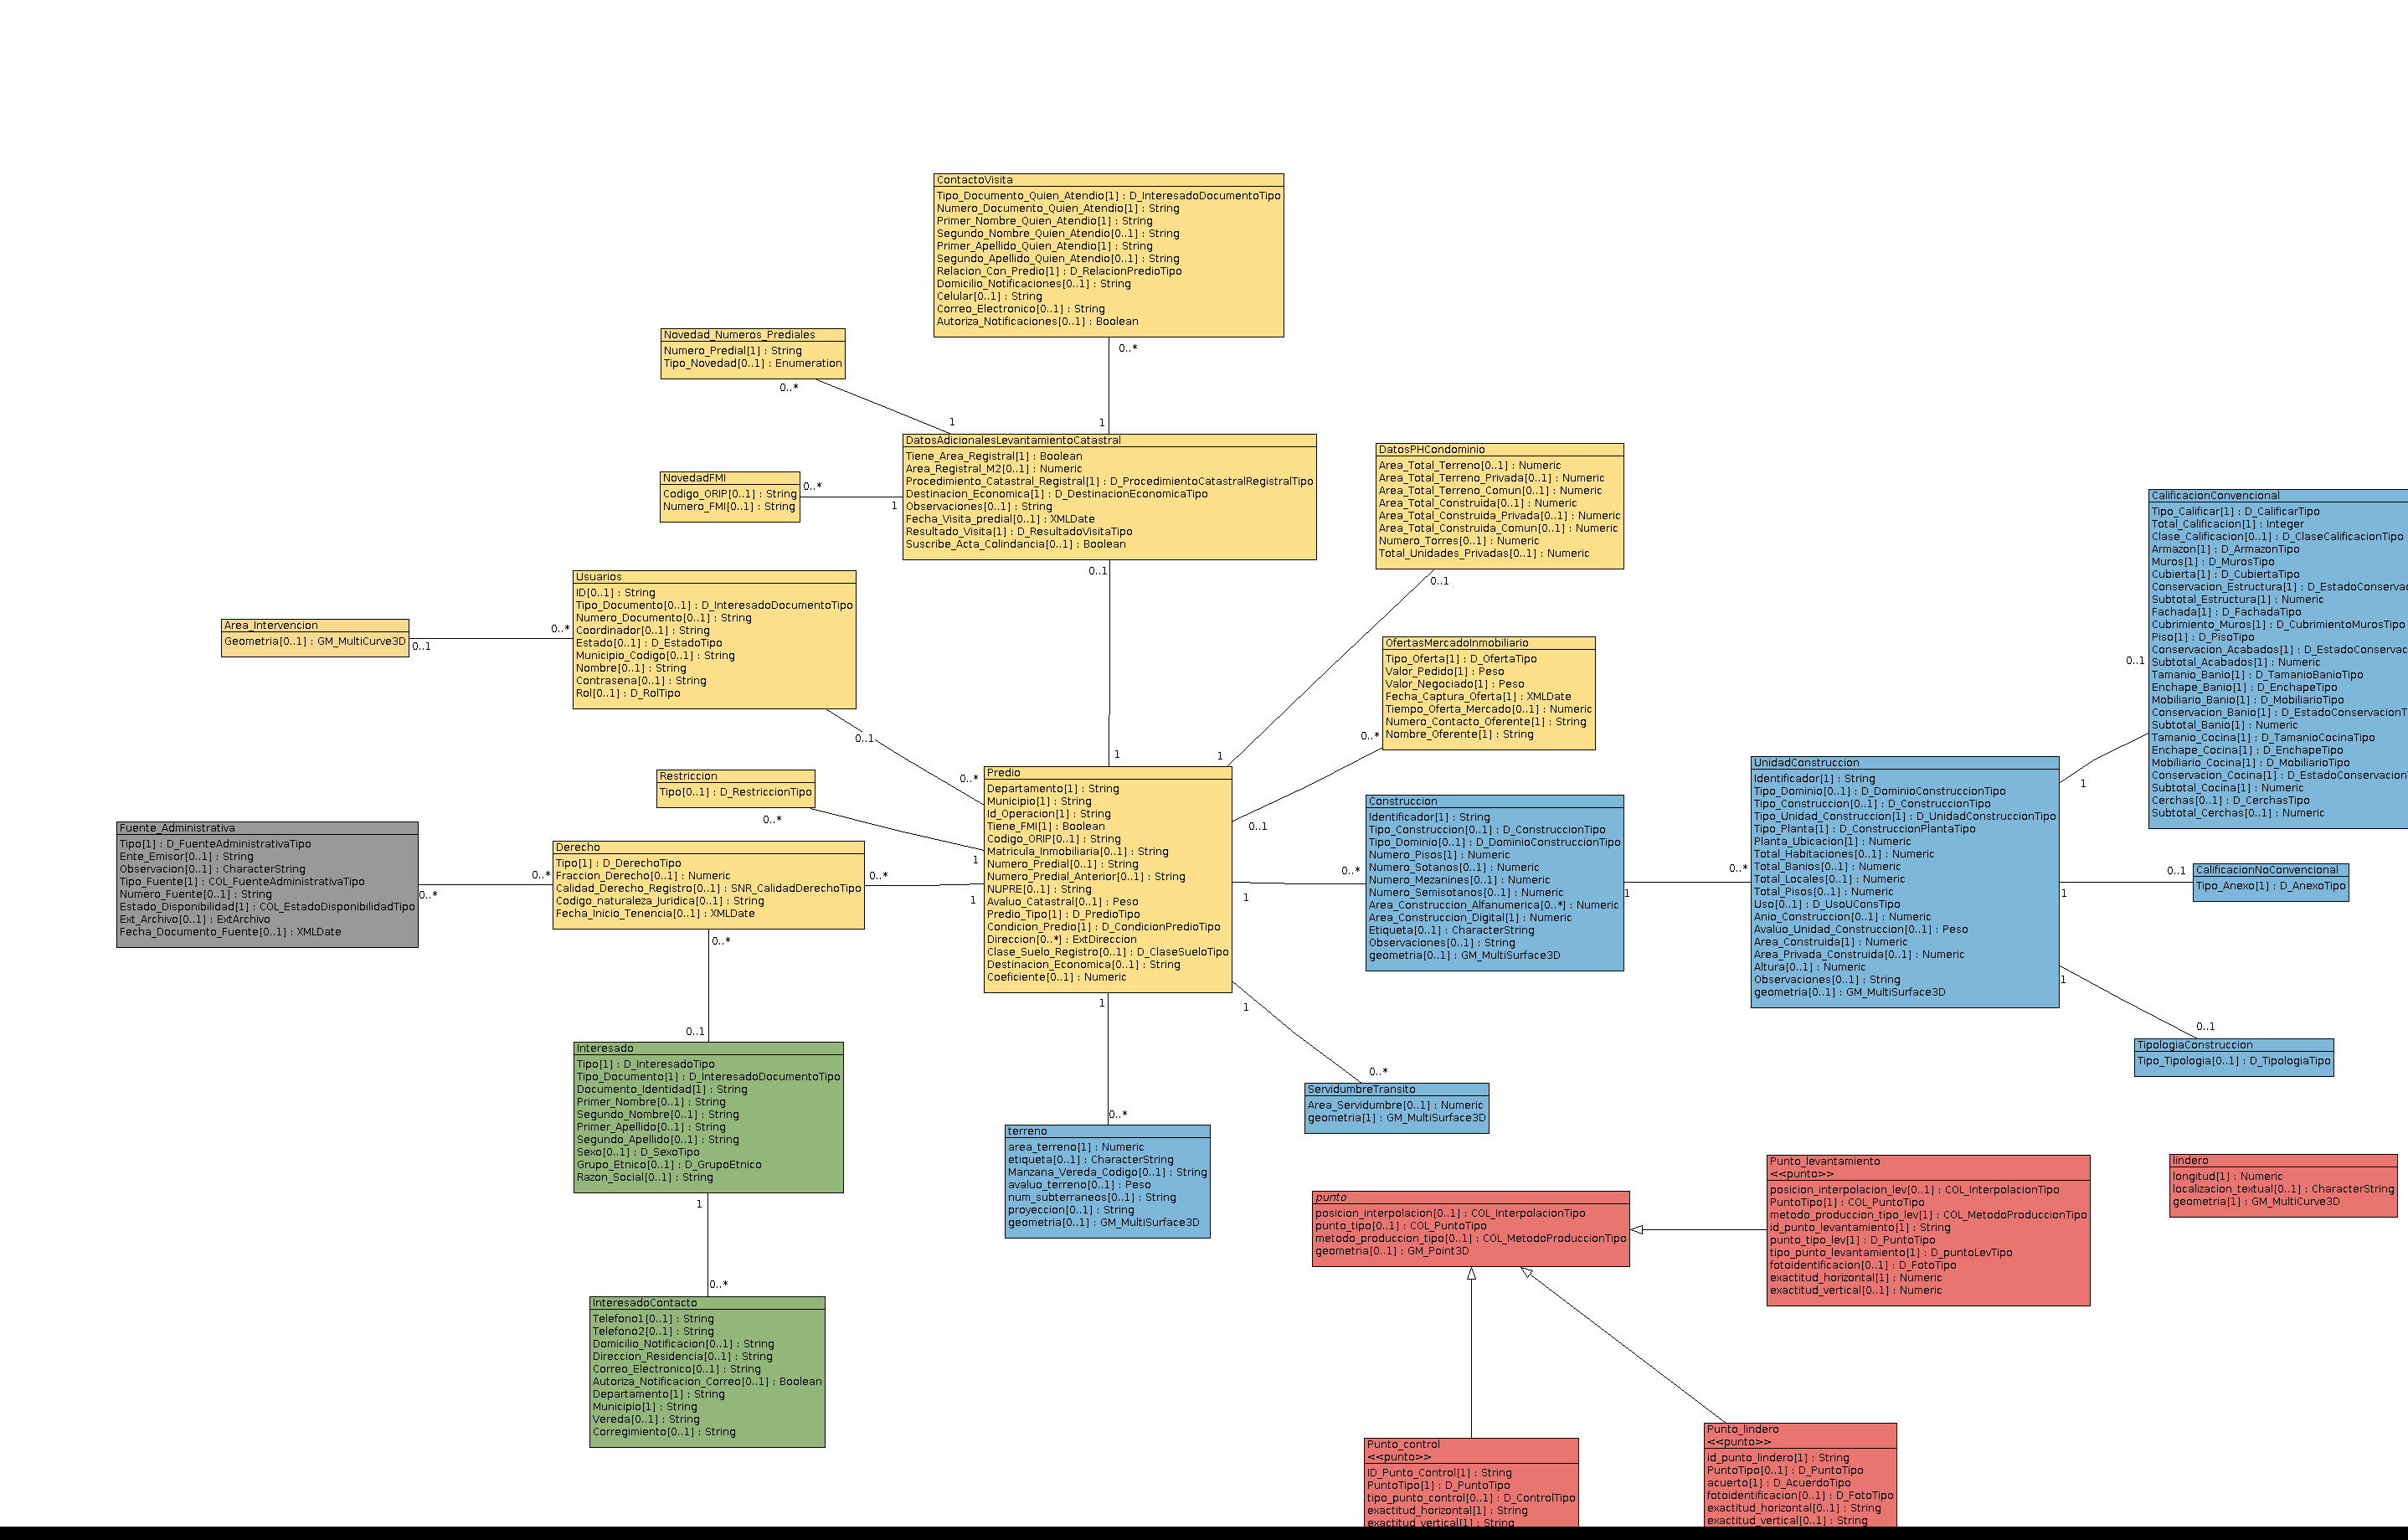 ContactoVisita
Tipo_Documento_Quien_Atendio[1] : D_InteresadoDocumentoTipo
Numero_Documento_Quien_Atendio[1] : String
Primer_Nombre_Quien_Atendio[1] : String
Segundo_Nombre_Quien_Atendio[0..1] : String
Primer_Apellido_Quien_Atendio[1] : String
Segundo_Apellido_Quien_Atendio[0..1] : String
Relacion_Con_Predio[1] : D_RelacionPredioTipo
Domicilio_Notificaciones[0..1] : String
Celular[0..1] : String
Correo_Electronico[0..1] : String
Autoriza_Notificaciones[0..1] : Boolean
0..*
1
Novedad_Numeros_Prediales
Numero_Predial[1] : String
Tipo_Novedad[0..1] : Enumeration
0..*
1
DatosAdicionalesLevantamientoCatastral
Tiene_Area_Registral[1] : Boolean
Area_Registral_M2[0..1] : Numeric
Procedimiento_Catastral_Registral[1] : D_ProcedimientoCatastralRegistralTipo
Destinacion_Economica[1] : D_DestinacionEconomicaTipo
Observaciones[0..1] : String
Fecha_Visita_predial[0..1] : XMLDate
Resultado_Visita[1] : D_ResultadoVisitaTipo
Suscribe_Acta_Colindancia[0..1] : Boolean
0..1
1
NovedadFMI
Codigo_ORIP[0..1] : String
Numero_FMI[0..1] : String
0..*
1
DatosPHCondominio
Area_Total_Terreno[0..1] : Numeric
Area_Total_Terreno_Privada[0..1] : Numeric
Area_Total_Terreno_Comun[0..1] : Numeric
Area_Total_Construida[0..1] : Numeric
Area_Total_Construida_Privada[0..1] : Numeric
Area_Total_Construida_Comun[0..1] : Numeric
Numero_Torres[0..1] : Numeric
Total_Unidades_Privadas[0..1] : Numeric
0..1
1
Usuarios
ID[0..1] : String
Tipo_Documento[0..1] : D_InteresadoDocumentoTipo
Numero_Documento[0..1] : String
Coordinador[0..1] : String
Estado[0..1] : D_EstadoTipo
Municipio_Codigo[0..1] : String
Nombre[0..1] : String
Contrasena[0..1] : String
Rol[0..1] : D_RolTipo
0..1
0..*
Area_Intervencion
Geometria[0..1] : GM_MultiCurve3D
0..1
0..*
OfertasMercadoInmobiliario
Tipo_Oferta[1] : D_OfertaTipo
Valor_Pedido[1] : Peso
Valor_Negociado[1] : Peso
Fecha_Captura_Oferta[1] : XMLDate
Tiempo_Oferta_Mercado[0..1] : Numeric
Numero_Contacto_Oferente[1] : String
Nombre_Oferente[1] : String
0..*
0..1
Restriccion
Tipo[0..1] : D_RestriccionTipo
0..*
1
Predio
Departamento[1] : String
Municipio[1] : String
Id_Operacion[1] : String
Tiene_FMI[1] : Boolean
Codigo_ORIP[0..1] : String
Matricula_Inmobiliaria[0..1] : String
Numero_Predial[0..1] : String
Numero_Predial_Anterior[0..1] : String
NUPRE[0..1] : String
Avaluo_Catastral[0..1] : Peso
Predio_Tipo[1] : D_PredioTipo
Condicion_Predio[1] : D_CondicionPredioTipo
Direccion[0..*] : ExtDireccion
Clase_Suelo_Registro[0..1] : D_ClaseSueloTipo
Destinacion_Economica[0..1] : String
Coeficiente[0..1] : Numeric
Fuente_Administrativa
Tipo[1] : D_FuenteAdministrativaTipo
Ente_Emisor[0..1] : String
Observacion[0..1] : CharacterString
Tipo_Fuente[1] : COL_FuenteAdministrativaTipo
Numero_Fuente[0..1] : String
Estado_Disponibilidad[1] : COL_EstadoDisponibilidadTipo
Ext_Archivo[0..1] : ExtArchivo
Fecha_Documento_Fuente[0..1] : XMLDate
0..*
0..*
Derecho
Tipo[1] : D_DerechoTipo
Fraccion_Derecho[0..1] : Numeric
Calidad_Derecho_Registro[0..1] : SNR_CalidadDerechoTipo
Codigo_naturaleza_Juridica[0..1] : String
Fecha_Inicio_Tenencia[0..1] : XMLDate
0..*
1
0..*
0..1
Construccion
Identificador[1] : String
Tipo_Construccion[0..1] : D_ConstruccionTipo
Tipo_Dominio[0..1] : D_DominioConstruccionTipo
Numero_Pisos[1] : Numeric
Numero_Sotanos[0..1] : Numeric
Numero_Mezanines[0..1] : Numeric
Numero_Semisotanos[0..1] : Numeric
Area_Construccion_Alfanumerica[0..*] : Numeric
Area_Construccion_Digital[1] : Numeric
Etiqueta[0..1] : CharacterString
Observaciones[0..1] : String
geometria[0..1] : GM_MultiSurface3D
0..*
1
1
0..*
UnidadConstruccion
Identificador[1] : String
Tipo_Dominio[0..1] : D_DominioConstruccionTipo
Tipo_Construccion[0..1] : D_ConstruccionTipo
Tipo_Unidad_Construccion[1] : D_UnidadConstruccionTipo
Tipo_Planta[1] : D_ConstruccionPlantaTipo
Planta_Ubicacion[1] : Numeric
Total_Habitaciones[0..1] : Numeric
Total_Banios[0..1] : Numeric
Total_Locales[0..1] : Numeric
Total_Pisos[0..1] : Numeric
Uso[0..1] : D_UsoUConsTipo
Anio_Construccion[0..1] : Numeric
Avaluo_Unidad_Construccion[0..1] : Peso
Area_Construida[1] : Numeric
Area_Privada_Construida[0..1] : Numeric
Altura[0..1] : Numeric
Observaciones[0..1] : String
geometria[0..1] : GM_MultiSurface3D
CalificacionConvencional
Tipo_Calificar[1] : D_CalificarTipo
Total_Calificacion[1] : Integer
Clase_Calificacion[0..1] : D_ClaseCalificacionTipo
Armazon[1] : D_ArmazonTipo
Muros[1] : D_MurosTipo
Cubierta[1] : D_CubiertaTipo
Conservacion_Estructura[1] : D_EstadoConservac
Subtotal_Estructura[1] : Numeric
Fachada[1] : D_FachadaTipo
Cubrimiento_Muros[1] : D_CubrimientoMurosTipo
Piso[1] : D_PisoTipo
Conservacion_Acabados[1] : D_EstadoConservac
Subtotal_Acabados[1] : Numeric
Tamanio_Banio[1] : D_TamanioBanioTipo
Enchape_Banio[1] : D_EnchapeTipo
Mobiliario_Banio[1] : D_MobiliarioTipo
Conservacion_Banio[1] : D_EstadoConservacionT
Subtotal_Banio[1] : Numeric
Tamanio_Cocina[1] : D_TamanioCocinaTipo
Enchape_Cocina[1] : D_EnchapeTipo
Mobiliario_Cocina[1] : D_MobiliarioTipo
Conservacion_Cocina[1] : D_EstadoConservacion
Subtotal_Cocina[1] : Numeric
Cerchas[0..1] : D_CerchasTipo
Subtotal_Cerchas[0..1] : Numeric
0..1
1
CalificacionNoConvencional
Tipo_Anexo[1] : D_AnexoTipo
0..1
1
TipologiaConstruccion
Tipo_Tipologia[0..1] : D_TipologiaTipo
1
0..1
Interesado
Tipo[1] : D_InteresadoTipo
Tipo_Documento[1] : D_InteresadoDocumentoTipo
Documento_Identidad[1] : String
Primer_Nombre[0..1] : String
Segundo_Nombre[0..1] : String
Primer_Apellido[0..1] : String
Segundo_Apellido[0..1] : String
Sexo[0..1] : D_SexoTipo
Grupo_Etnico[0..1] : D_GrupoEtnico
Razon_Social[0..1] : String
1
0..*
InteresadoContacto
Telefono1[0..1] : String
Telefono2[0..1] : String
Domicilio_Notificacion[0..1] : String
Direccion_Residencia[0..1] : String
Correo_Electronico[0..1] : String
Autoriza_Notificacion_Correo[0..1] : Boolean
Departamento[1] : String
Municipio[1] : String
Vereda[0..1] : String
Corregimiento[0..1] : String
1
0..*
terreno
area_terreno[1] : Numeric
etiqueta[0..1] : CharacterString
Manzana_Vereda_Codigo[0..1] : String
avaluo_terreno[0..1] : Peso
num_subterraneos[0..1] : String
proyeccion[0..1] : String
geometria[0..1] : GM_MultiSurface3D
1
0..*
ServidumbreTransito
Area_Servidumbre[0..1] : Numeric
geometria[1] : GM_MultiSurface3D
punto
posicion_interpolacion[0..1] : COL_InterpolacionTipo
punto_tipo[0..1] : COL_PuntoTipo
metodo_produccion_tipo[0..1] : COL_MetodoProduccionTipo
geometria[0..1] : GM_Point3D
Punto_levantamiento
<<punto>>
posicion_interpolacion_lev[0..1] : COL_InterpolacionTipo
PuntoTipo[1] : COL_PuntoTipo
metodo_produccion_tipo_lev[1] : COL_MetodoProduccionTipo
id_punto_levantamiento[1] : String
punto_tipo_lev[1] : D_PuntoTipo
tipo_punto_levantamiento[1] : D_puntoLevTipo
fotoidentificacion[0..1] : D_FotoTipo
exactitud_horizontal[1] : Numeric
exactitud_vertical[0..1] : Numeric
lindero
longitud[1] : Numeric
localizacion_textual[0..1] : CharacterString
geometria[1] : GM_MultiCurve3D
Punto_control
<<punto>>
ID_Punto_Control[1] : String
PuntoTipo[1] : D_PuntoTipo
tipo_punto_control[0..1] : D_ControlTipo
exactitud_horizontal[1] : String
exactitud_vertical[1] : String
Punto_lindero
<<punto>>
id_punto_lindero[1] : String
PuntoTipo[0..1] : D_PuntoTipo
acuerto[1] : D_AcuerdoTipo
fotoidentificacion[0..1] : D_FotoTipo
exactitud_horizontal[0..1] : String
exactitud_vertical[0..1] : String